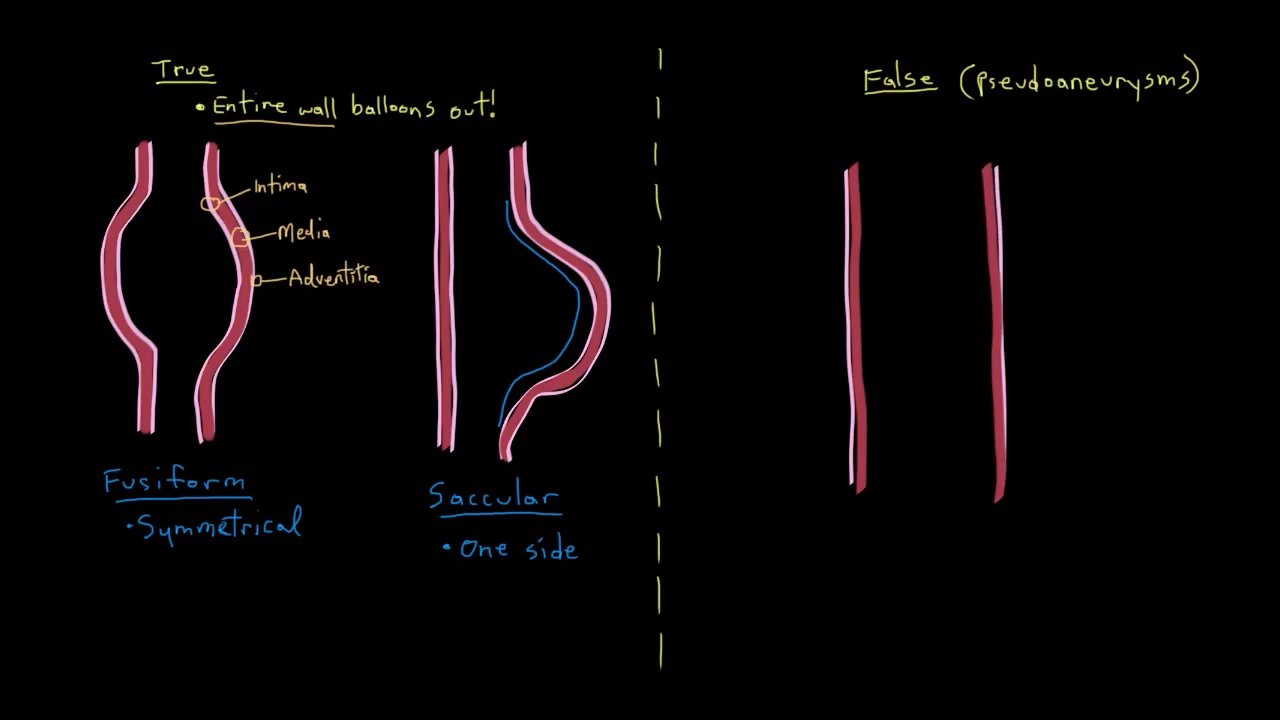 True
• Entire wall balloons out!
Intima
Media
Adventitia
Fusiform
• Symmetrical
Saccular
• One side
False (pseudoaneurysms)